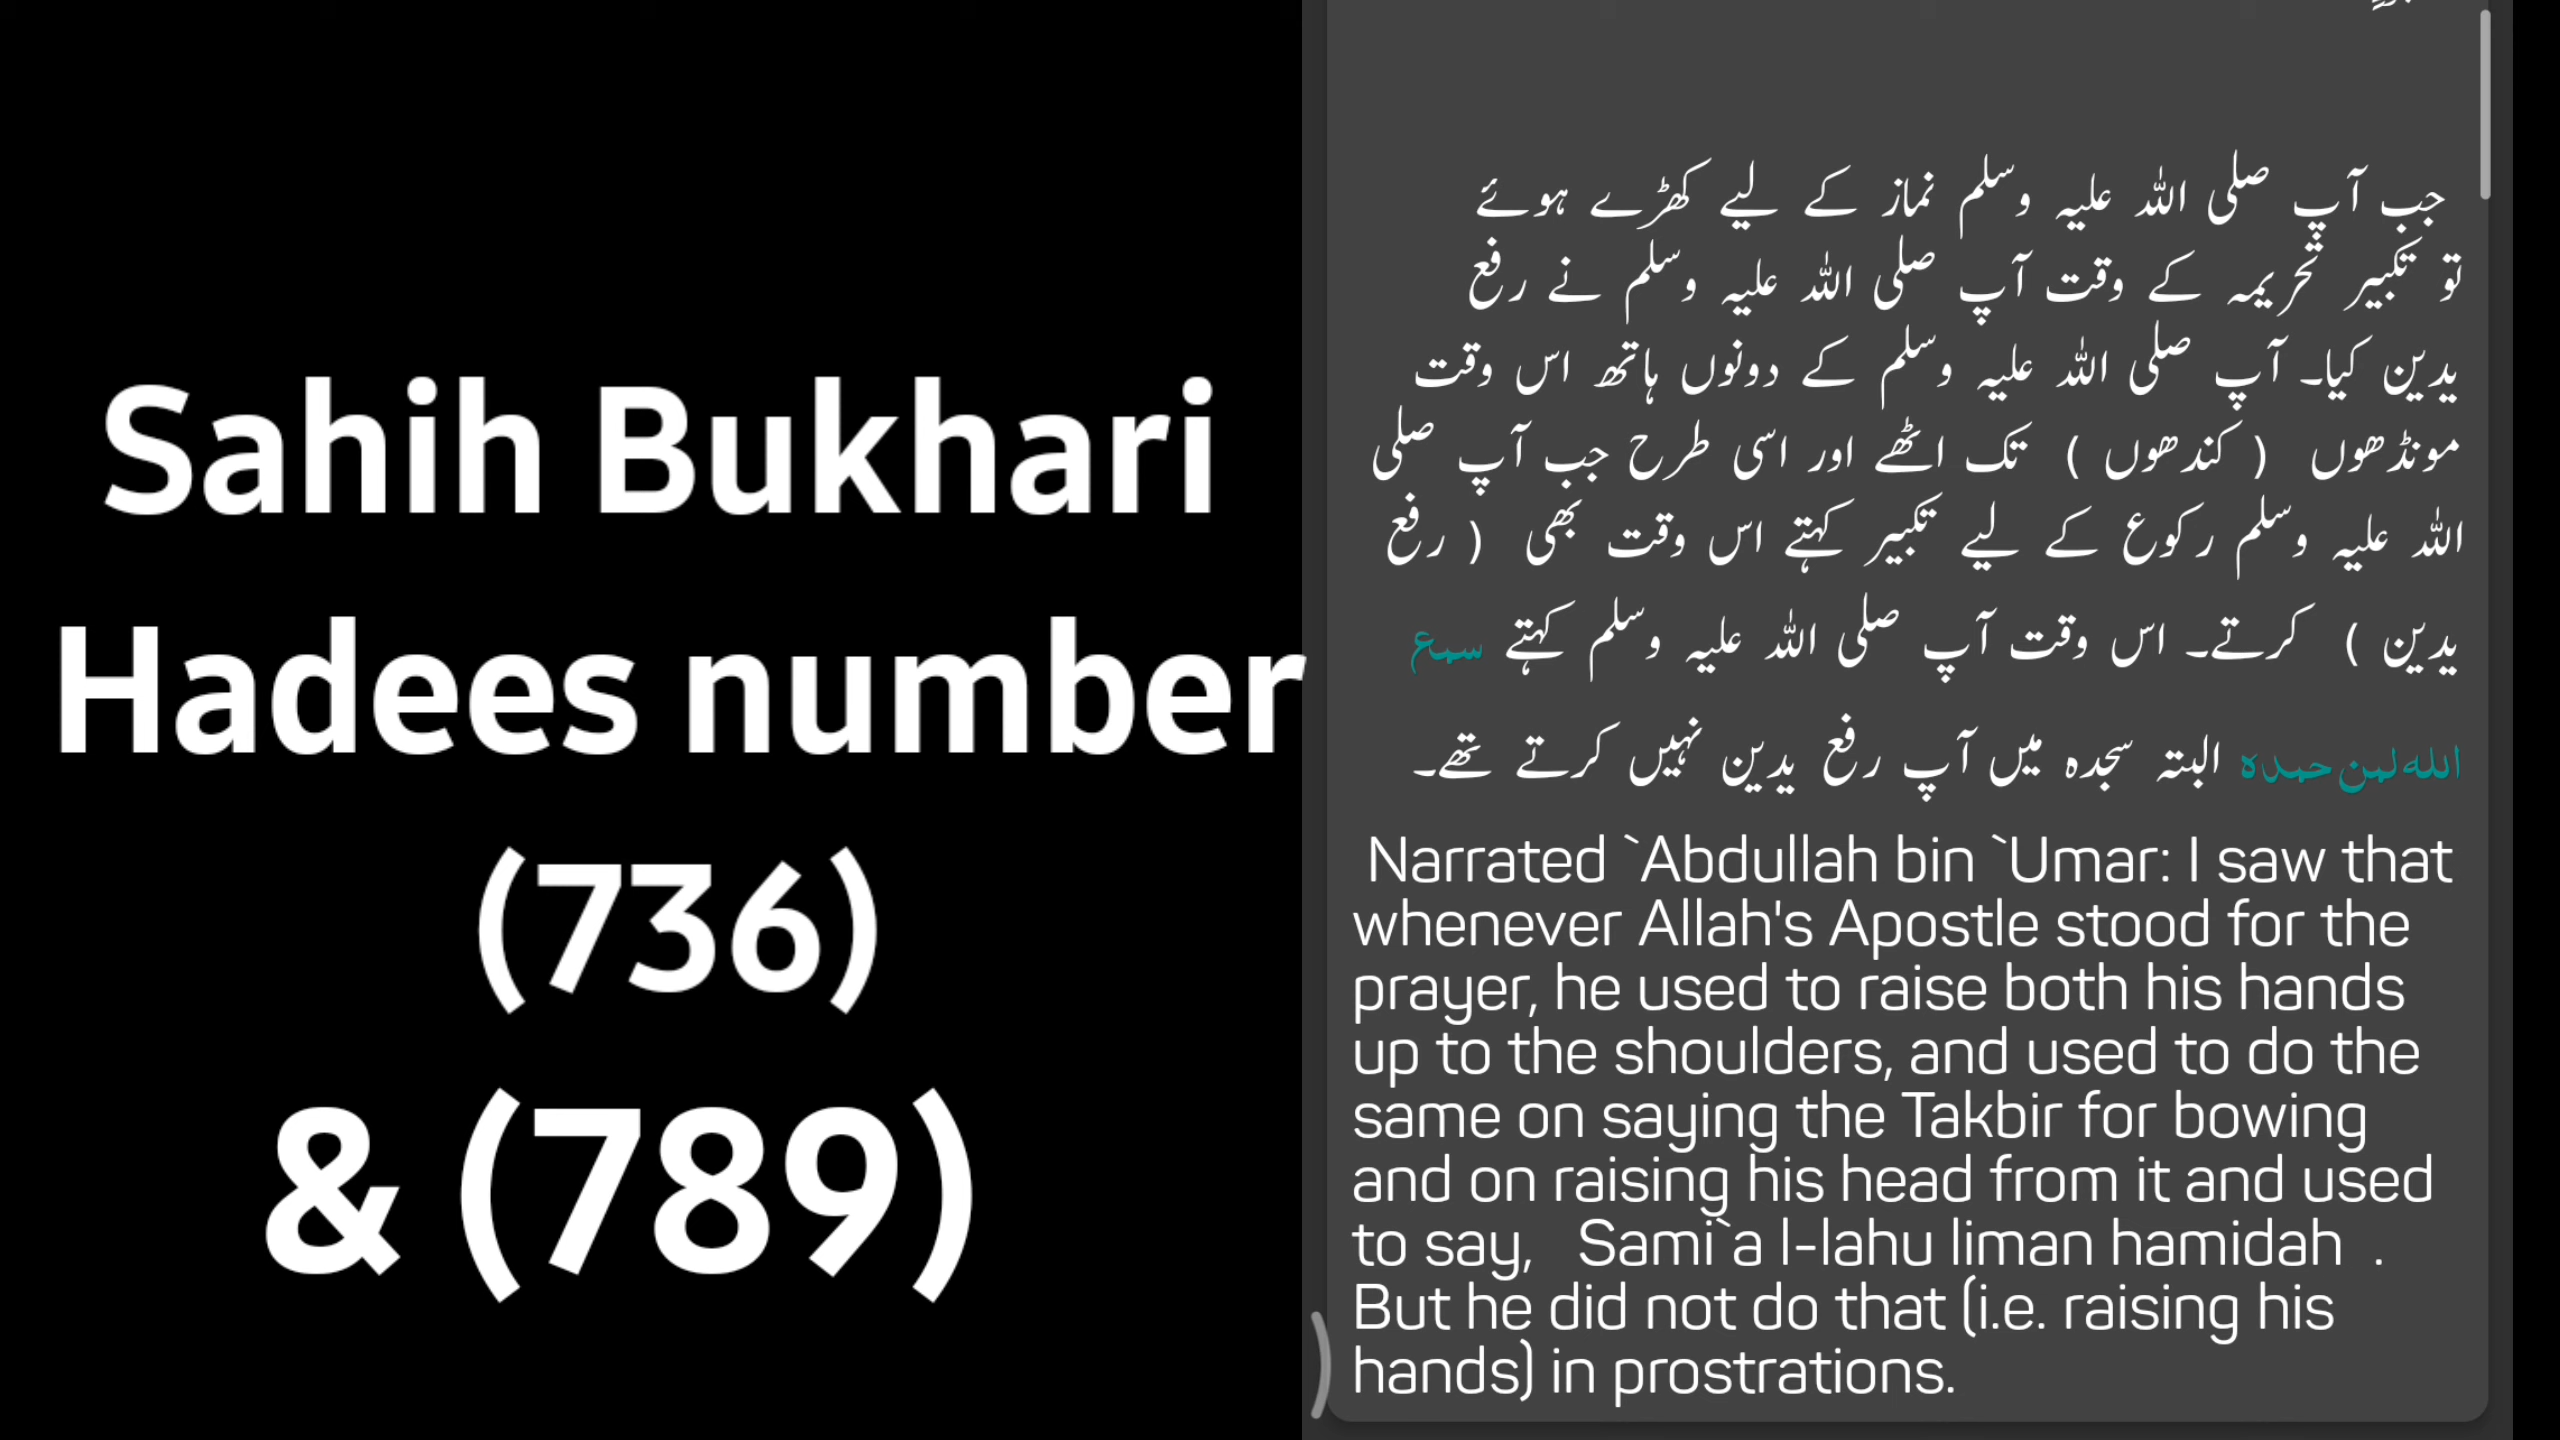 Sahih Bukhari
Hadees number
(736)
& (789)
جب آپ صلی اللہ علیہ وسلم نماز کے لیے کھڑے ہوئے
تو تکبیر تحریمہ کے وقت آپ صلی اللہ علیہ وسلم نے رفع
یدین کیا۔ آپ صلی اللہ علیہ وسلم کے دونوں ہاتھ اس وقت
مونڈھوں ( کندھوں ) تک اٹھے اور اسی طرح جب آپ صلی
اللہ علیہ وسلم رکوع کے لیے تکبیر کہتے اس وقت بھی ( رفع
یدین ) کرتے۔ اس وقت آپ صلی اللہ علیہ وسلم کہتے سمع
الله لمن حمده البتہ سجدہ میں آپ رفع یدین نہیں کرتے تھے۔
Narrated `Abdullah bin `Umar: I saw that
whenever Allah's Apostle stood for the
prayer, he used to raise both his hands
up to the shoulders, and used to do the
same on saying the Takbir for bowing
and on raising his head from it and used
to say, Sami`a l-lahu liman hamidah .
But he did not do that (i.e. raising his
hands) in prostrations.